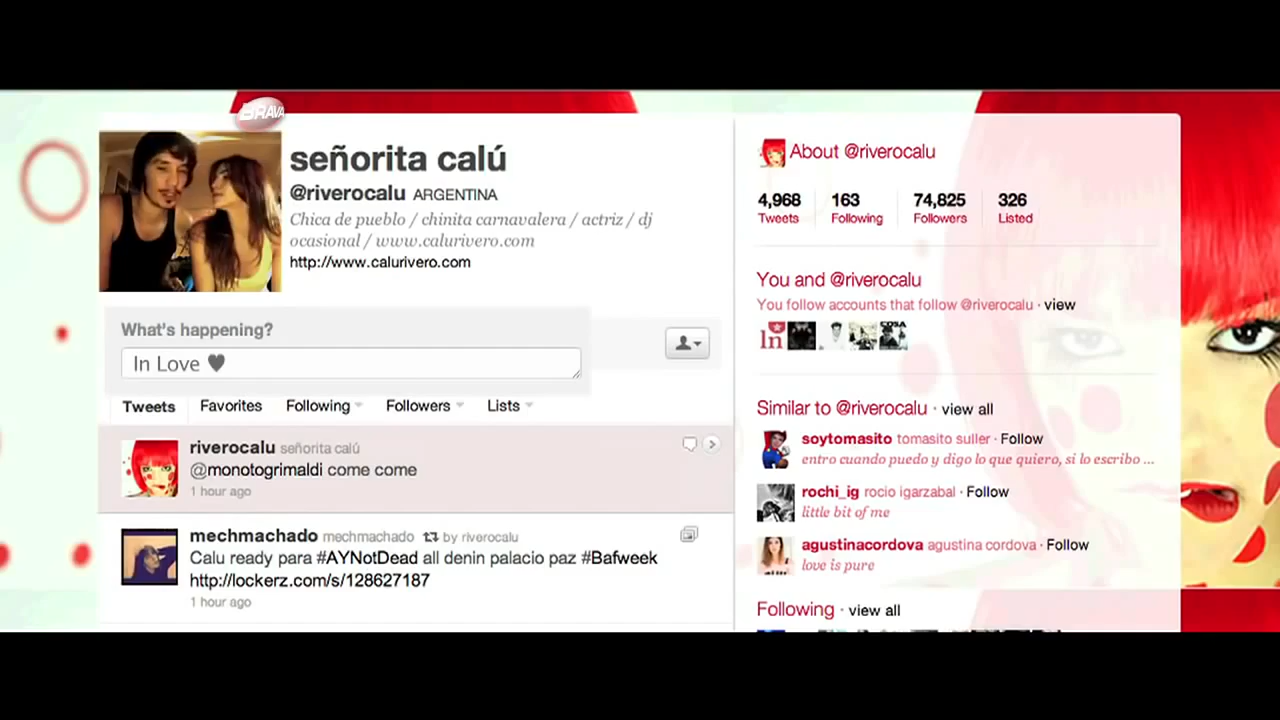 BRAVA
señorita calú
@riverocalu ARGENTINA
Chica de pueblo / chinita carnavalera / actriz / dj
ocasional / www.calurivero.com
http://www.calurivero.com
What's happening?
In Love ♥
Tweets Favorites Following Followers Lists
riverocalu señorita calú
@monotogrimaldi come come
1 hour ago
mechmachado mechmachado by riverocalu
Calu ready para #AYNotDead all denin palacio paz #Bafweek
http://lockerz.com/s/128627187
1 hour ago
About @riverocalu
4,968 163 74,825 326
Tweets Following Followers Listed
You and @riverocalu
You follow accounts that follow @riverocalu · view
In
COSA
Similar to @riverocalu · view all
soytomasito tomasito suller · Follow
entro cuando puedo y digo lo que quiero, si lo escribo ...
rochi_ig rocio igarzabal · Follow
little bit of me
agustinacordova agustina cordova · Follow
love is pure
Following · view all